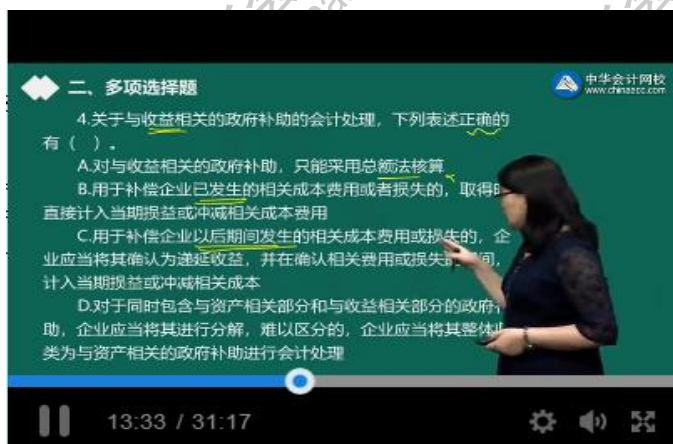 二、多项选择题
中华会计网校
www.chinaacc.com
4.关于与收益相关的政府补助的会计处理，下列表述正确的
有（ ）。
A.对与收益相关的政府补助，只能采用总额法核算
B.用于补偿企业已发生的相关成本费用或者损失的，取得时
直接计入当期损益或冲减相关成本费用
C.用于补偿企业以后期间发生的相关成本费用或损失的，企
业应当将其确认为递延收益，并在确认相关费用或损失 间，
计入当期损益或冲减相关成本
D.对于同时包含与资产相关部分和与收益相关部分的政府
助，企业应当将其进行分解，难以区分的，企业应当将其整体
类为与资产相关的政府补助进行会计处理
13:33 / 31:17